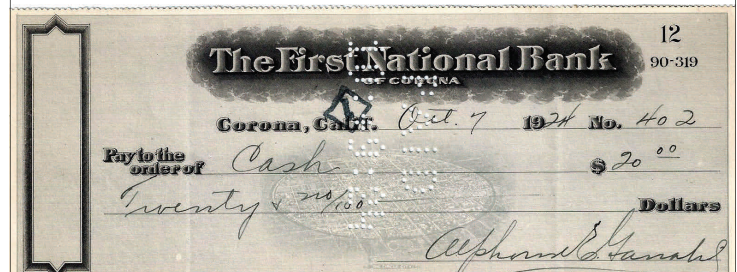 12
The First National Bank
90-319
OF CORONA
Corona, Calif. Oct. 7 1924 No. 402
Pay to the order of Cash $ 20 00
Twenty & no/100 Dollars
Alphonse E.